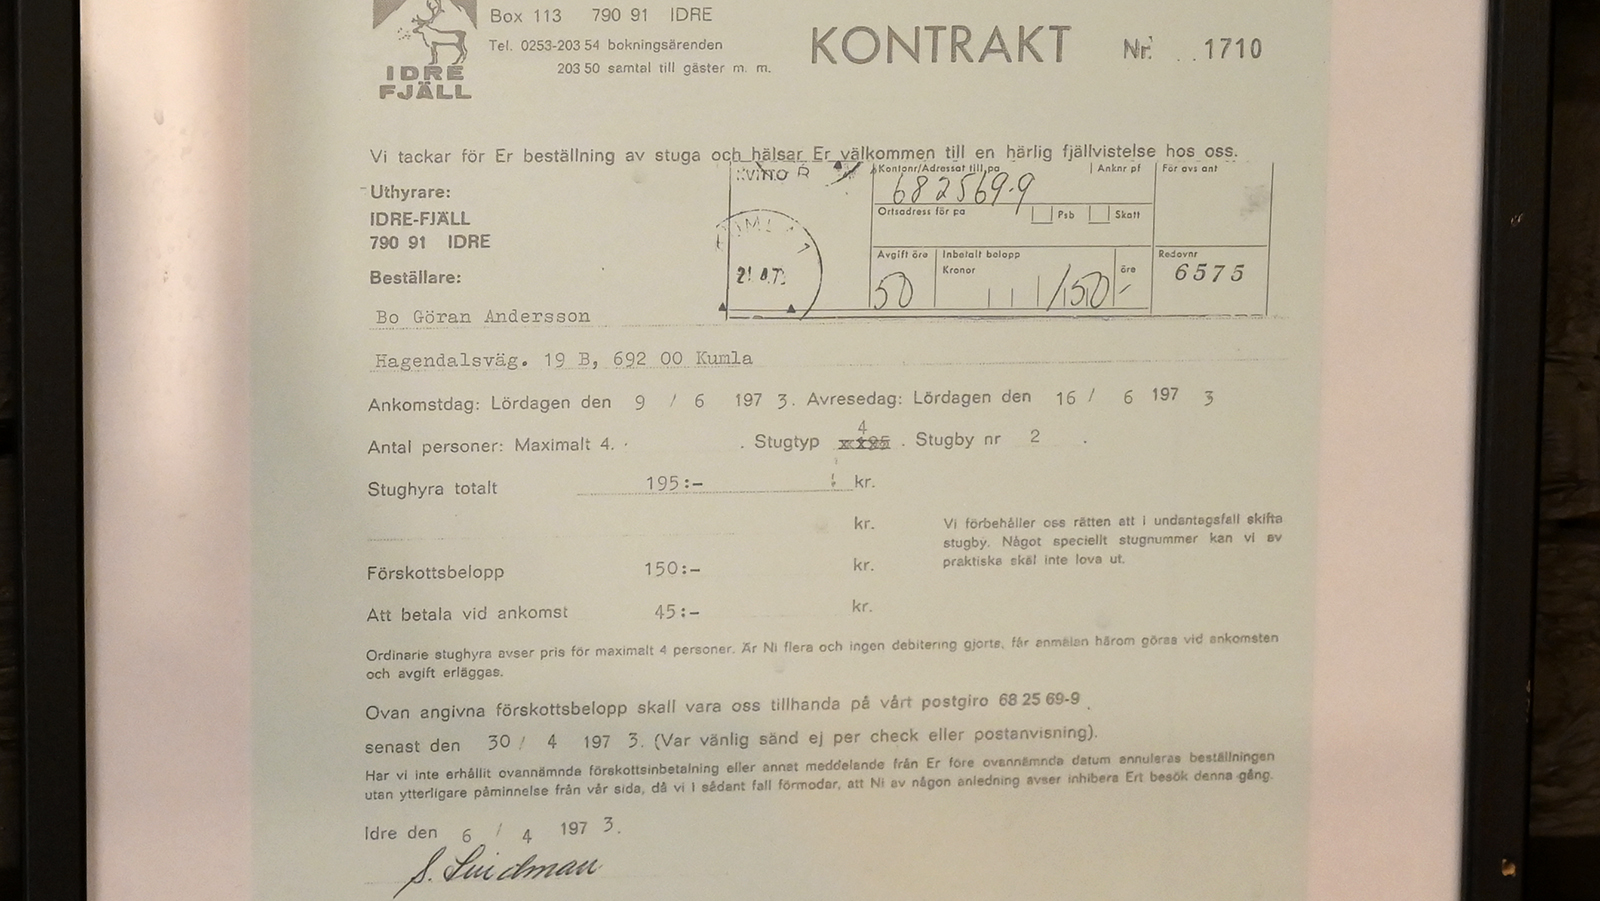 Box 113 790 91 IDRE
Tel. 0253-203 54 bokningsärenden
203 50 samtal till gäster m. m.
IDRE
FJÄLL
KONTRAKT Nr. 1710
Vi tackar för Er beställning av stuga och hälsar Er välkommen till en härlig fjällvistelse hos oss.
Uthyrare:
IDRE-FJÄLL
790 91 IDRE
Beställare:
Kontonr/Adressat till pa Anknr pf För avs ant
682569-9
Ortsadress för pa Psb Skatt
Avgift öre Inbetalt belopp Redovnr
Kronor öre
50 150 - 6575
Bo Göran Andersson
Hagendalsväg. 19 B, 692 00 Kumla
Ankomstdag: Lördagen den 9 / 6 197 3. Avresedag: Lördagen den 16 / 6 197 3
Antal personer: Maximalt 4. . Stugtyp 4 . Stugby nr 2 .
Stughyra totalt 195:- kr.
kr.
Förskottsbelopp 150:- kr.
Att betala vid ankomst 45:- kr.
Vi förbehåller oss rätten att i undantagsfall skifta
stugby. Något speciellt stugnummer kan vi av
praktiska skäl inte lova ut.
Ordinarie stughyra avser pris för maximalt 4 personer. Är Ni flera och ingen debitering gjorts, får anmälan härom göras vid ankomsten
och avgift erläggas.
Ovan angivna förskottsbelopp skall vara oss tillhanda på vårt postgiro 68 25 69-9
senast den 30 / 4 197 3. (Var vänlig sänd ej per check eller postanvisning).
Har vi inte erhållit ovannämnda förskottsinbetalning eller annat meddelande från Er före ovannämnda datum annuleras beställningen
utan ytterligare påminnelse från vår sida, då vi i sådant fall förmodar, att Ni av någon anledning avser inhibera Ert besök denna gång.
Idre den 6 / 4 197 3.
S. Lindman